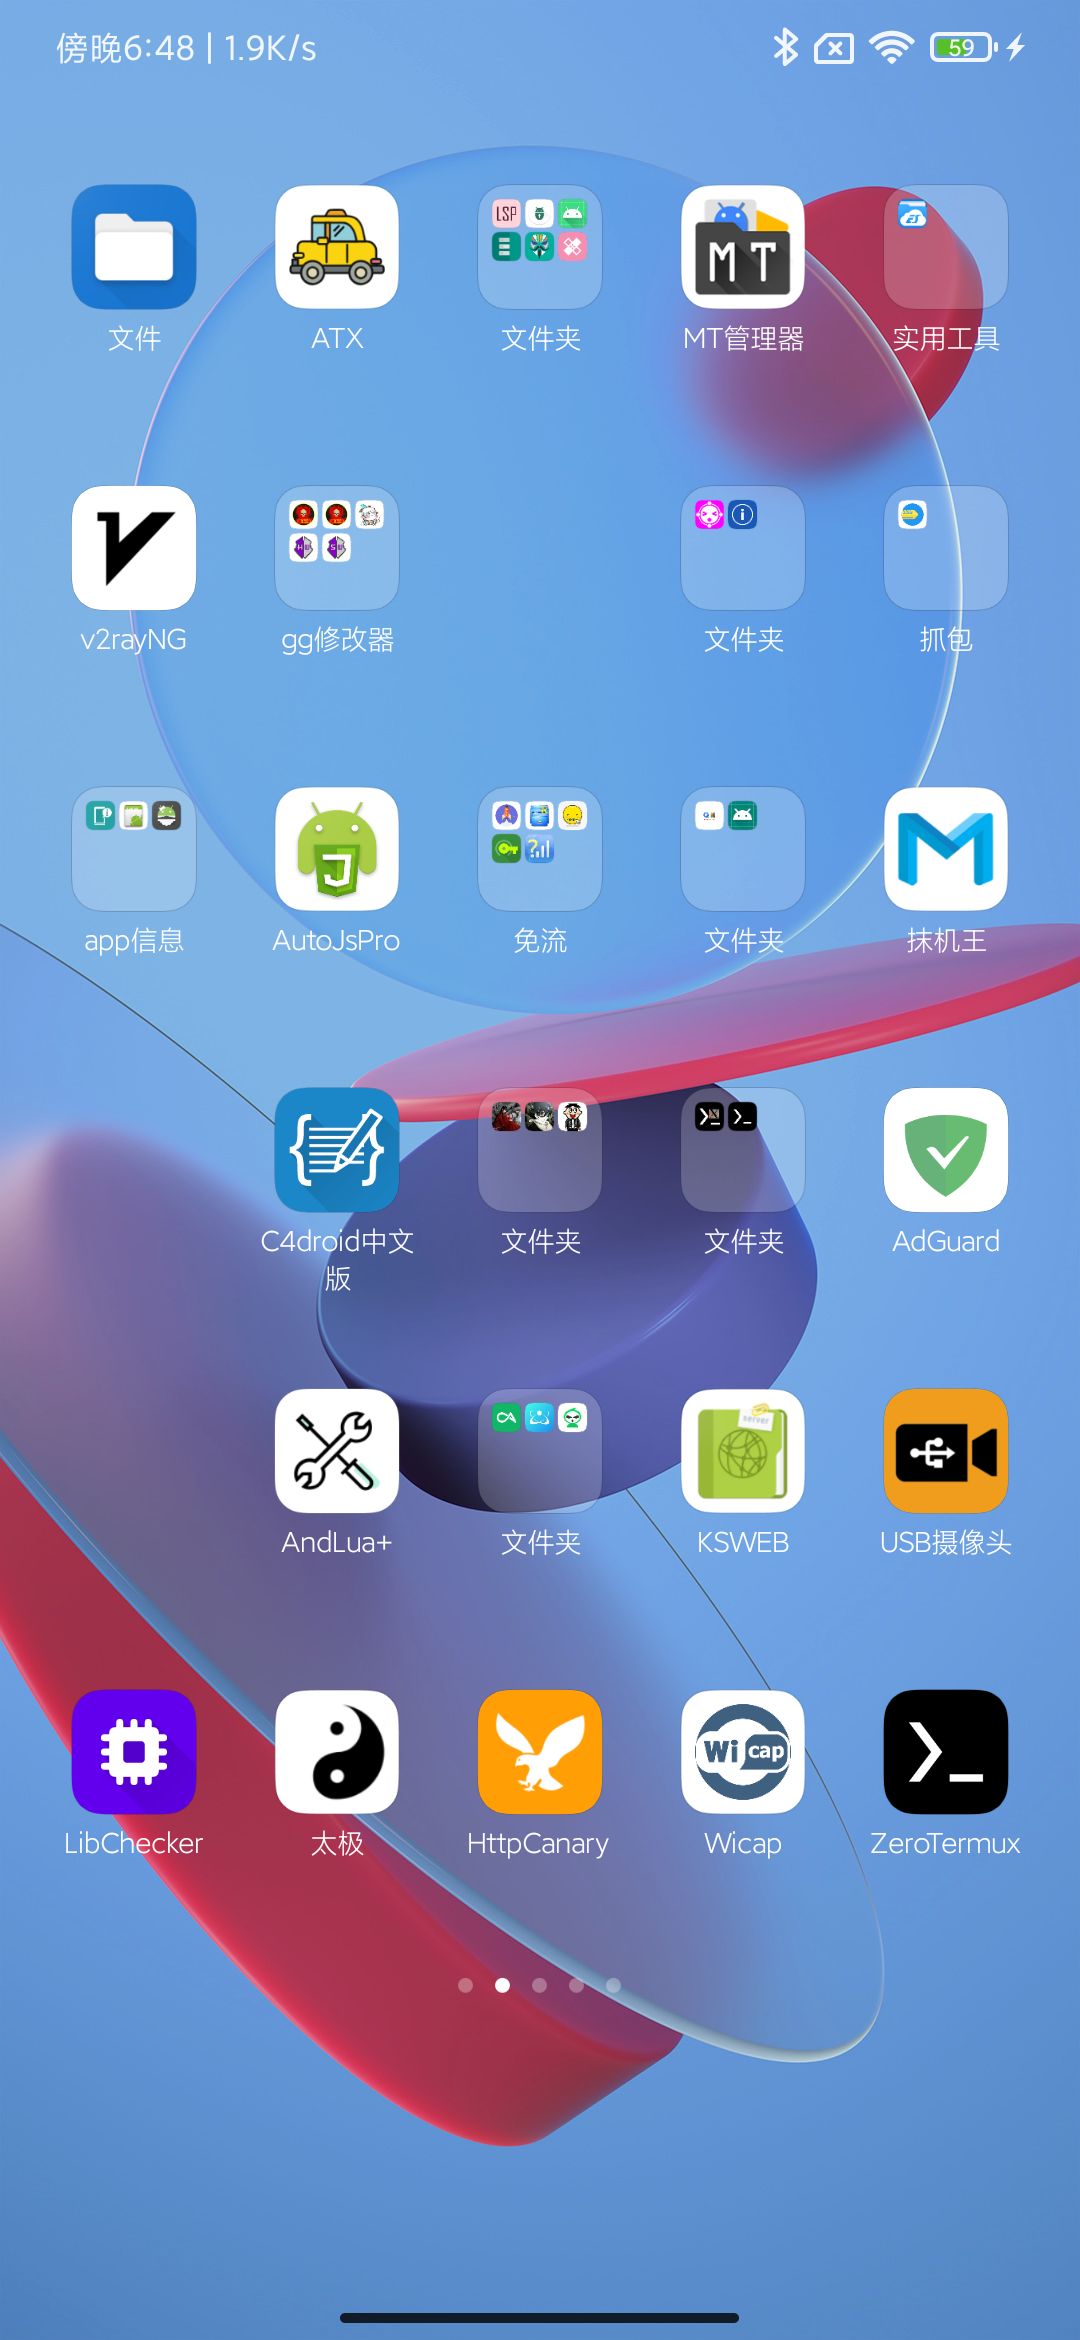 傍晚6:48 | 1.9K/s
59
LSP
MT
文件
ATX
文件夹
MT管理器
实用工具
v2rayNG
gg修改器
文件夹
抓包
app信息
AutoJsPro
免流
文件夹
抹机王
C4droid中文
版
文件夹
文件夹
AdGuard
server
AndLua+
文件夹
KSWEB
USB摄像头
Wicap
LibChecker
太极
HttpCanary
Wicap
ZeroTermux